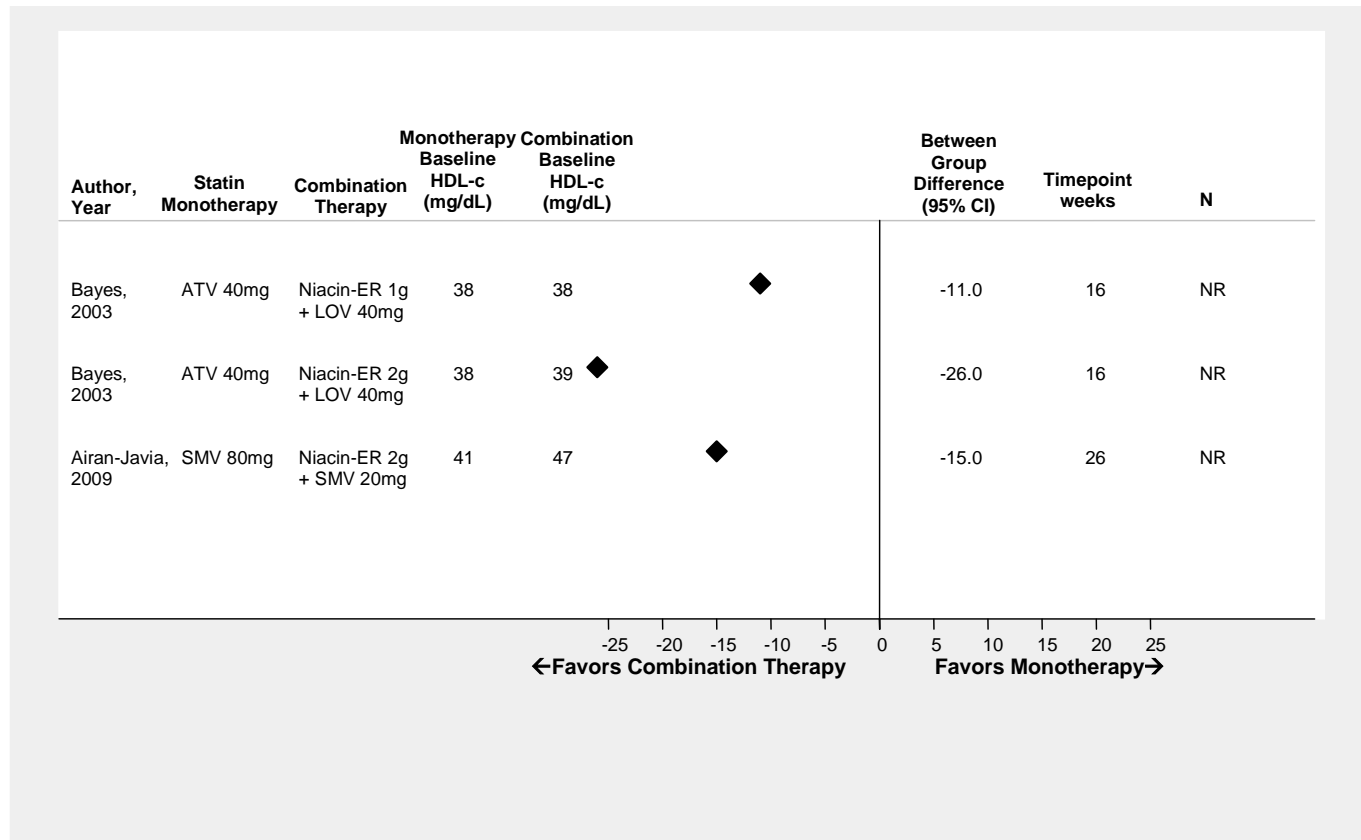 Author, Year Statin Monotherapy Combination Therapy Monotherapy Baseline HDL-c (mg/dL) Combination Baseline HDL-c (mg/dL) Between Group Difference (95% CI) Timepoint weeks N
Bayes, 2003 ATV 40mg Niacin-ER 1g + LOV 40mg 38 38 -11.0 16 NR
Bayes, 2003 ATV 40mg Niacin-ER 2g + LOV 40mg 38 39 -26.0 16 NR
Airan-Javia, 2009 SMV 80mg Niacin-ER 2g + SMV 20mg 41 47 -15.0 26 NR
-25 -20 -15 -10 -5 0 5 10 15 20 25
←Favors Combination Therapy Favors Monotherapy→